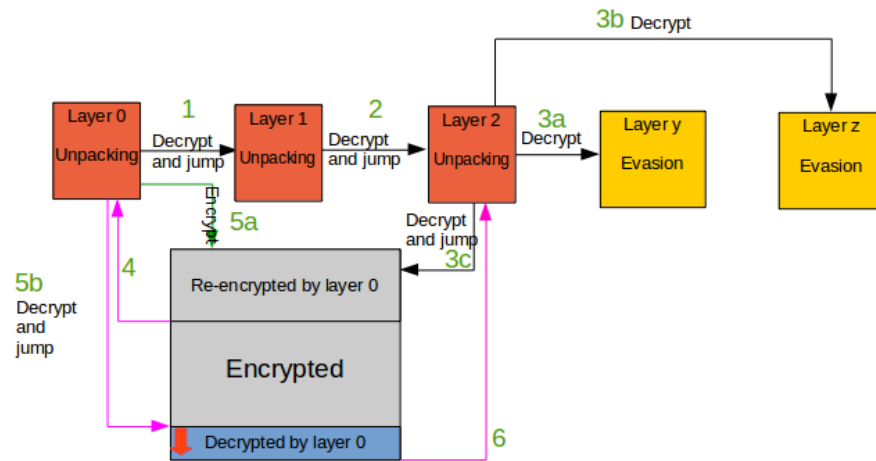 3b Decrypt
Layer 0
Unpacking
1
Decrypt
and jump
Layer 1
Unpacking
2
Decrypt
and jump
Layer 2
Unpacking
3a
Decrypt
Layer y
Evasion
Layer z
Evasion
Encrypt
5a
Decrypt
and jump
3c
4
5b
Decrypt
and
jump
Re-encrypted by layer 0
Encrypted
Decrypted by layer 0
6